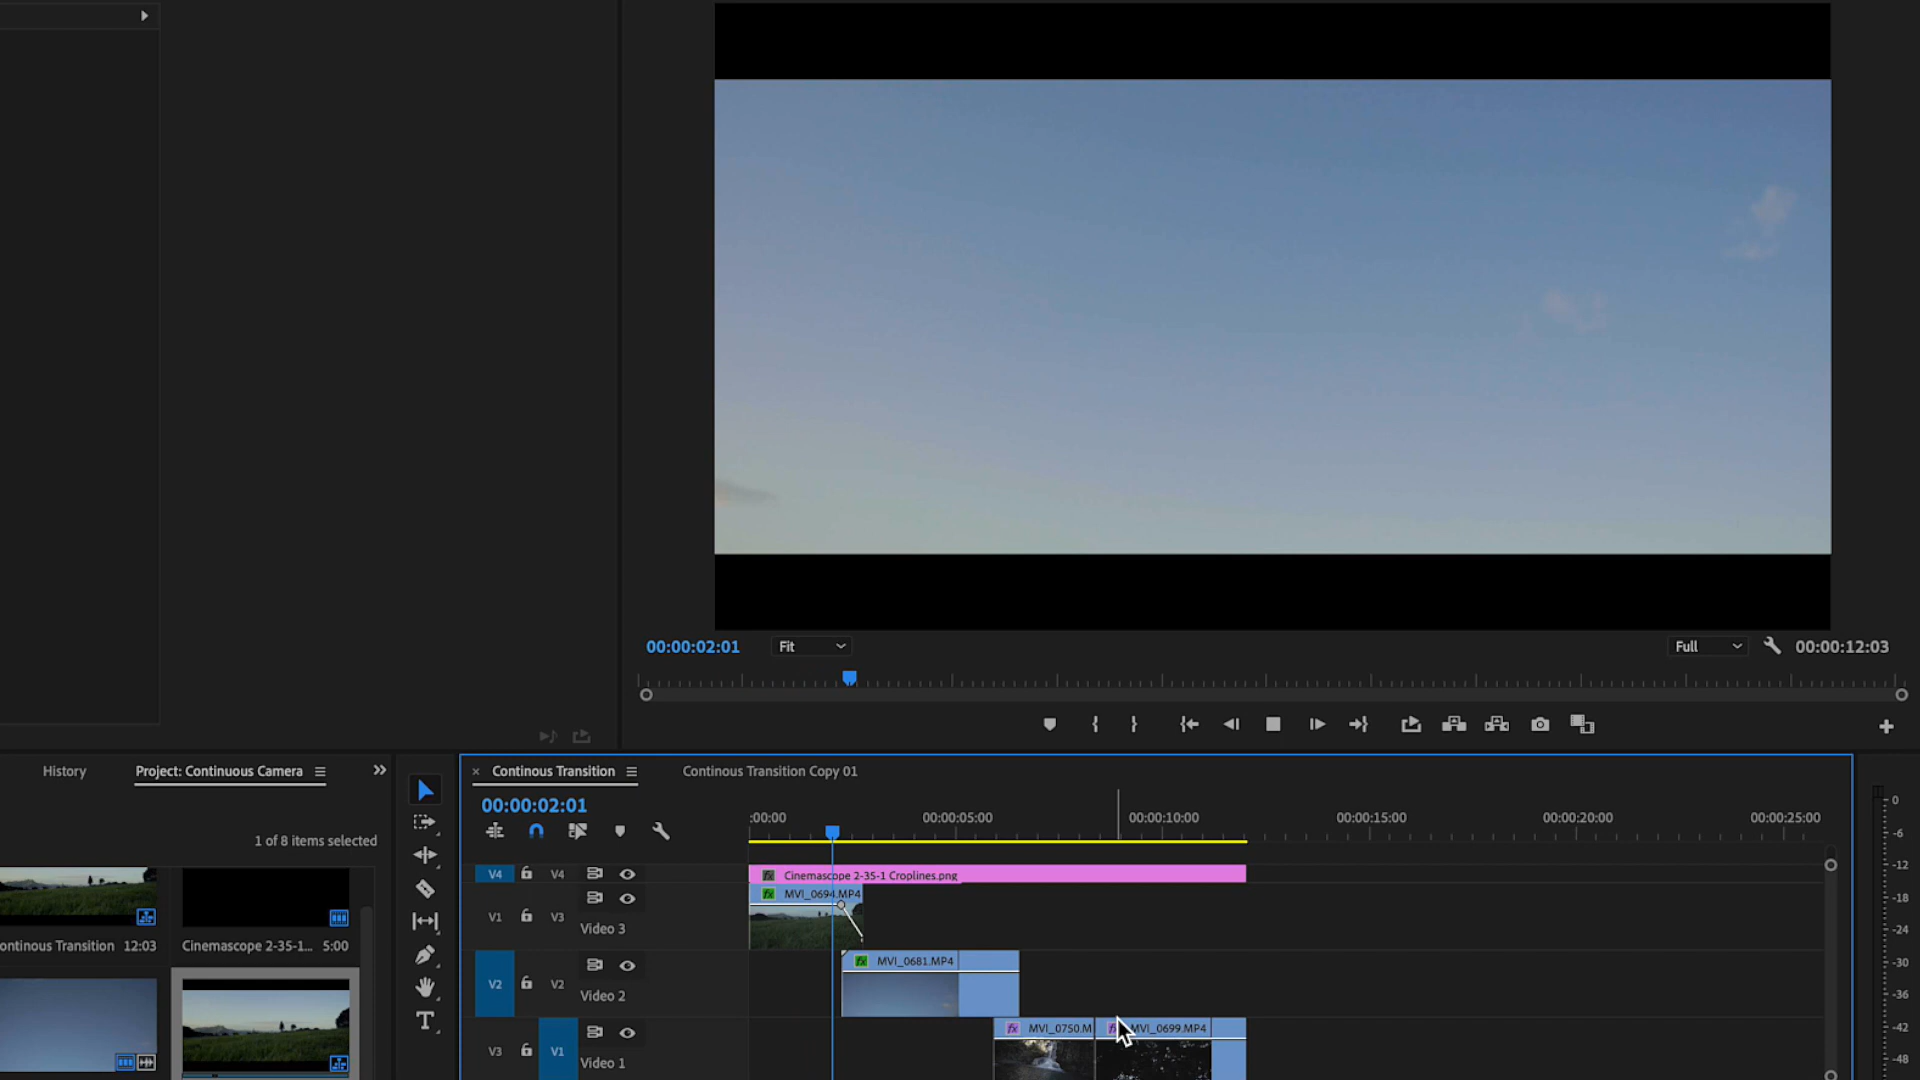 00:00:02:01
Fit
Full
00:00:12:03
History
Project: Continuous Camera
1 of 8 items selected
ontinous Transition 12:03
Cinemascope 2-35-1... 5:00
× Continous Transition
Continous Transition Copy 01
00:00:02:01
:00:00
00:00:05:00
00:00:10:00
00:00:15:00
00:00:20:00
00:00:25:00
V4 V4
fx Cinemascope 2-35-1 Croplines.png
V1 V3 Video 3
fx MVI_0694.MP4
V2 V2 Video 2
fx MVI_0681.MP4
V3 V1 Video 1
fx MVI_0750.M
MVI_0699.MP4
T
0
-6
-12
-18
-24
-30
-36
-42
-48